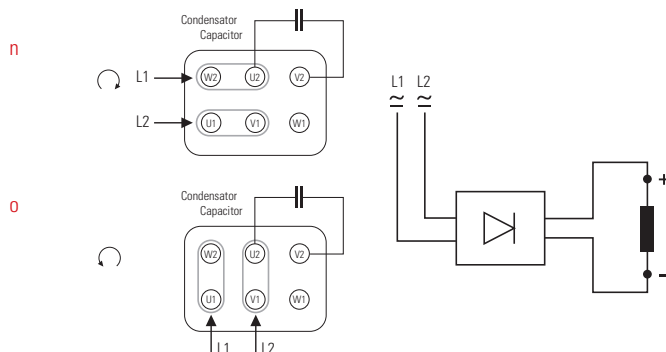 n
Condensator
Capacitor
L1
W2 U2 V2
L2
U1 V1 W1
o
Condensator
Capacitor
W2 U2 V2
U1 V1 W1
L1 L2
L1 L2
≂ ≂
+
–